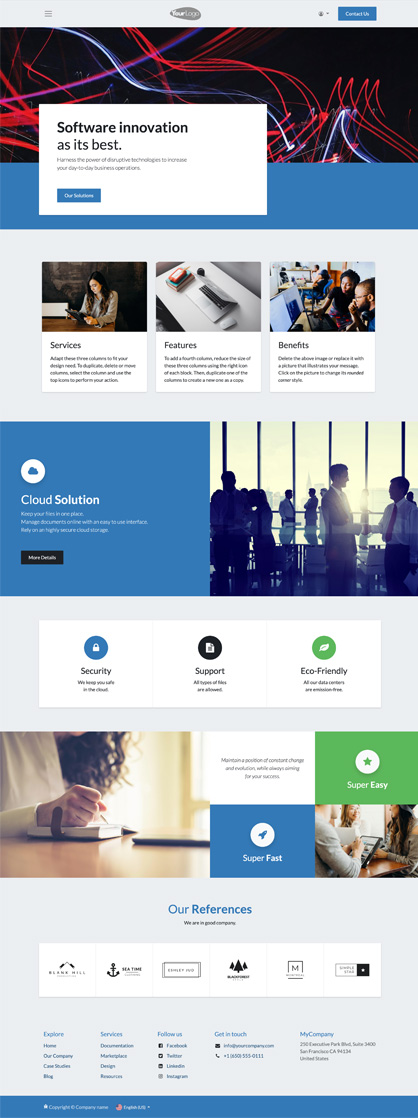 YourLogo
Contact Us
Software innovation
as its best.
Harness the power of disruptive technologies to increase
your day-to-day business operations.
Our Solutions
Services
Adapt these three columns to fit your
design need. To duplicate, delete or move
columns, select the column and use the
top icons to perform your action.
Features
To add a fourth column, reduce the size of
these three columns using the right icon
of each block. Then, duplicate one of the
columns to create a new one as a copy.
Benefits
Delete the above image or replace it with
a picture that illustrates your message.
Click on the picture to change its rounded
corner style.
Cloud Solution
Keep your files in one place.
Manage documents online with an easy to use interface.
Rely on an highly secure cloud storage.
More Details
Security
We keep you safe
in the cloud.
Support
All types of files
are allowed.
Eco-Friendly
All our data centers
are emission-free.
Maintain a position of constant change
and evolution, while always aiming
for your success.
Super Easy
Super Fast
Our References
We are in good company.
BLANK MILL
SEA TIME
BLACKFOREST
M
MONTREAL
SIMPLE
STAR
Explore
Home
Our Company
Case Studies
Blog
Services
Documentation
Marketplace
Design
Resources
Follow us
Facebook
Twitter
LinkedIn
Instagram
Get in touch
info@yourcompany.com
+1 (650) 555-0111
MyCompany
250 Executive Park Blvd, Suite 3400
San Francisco CA 94134
United States
Copyright © Company name
English (US)